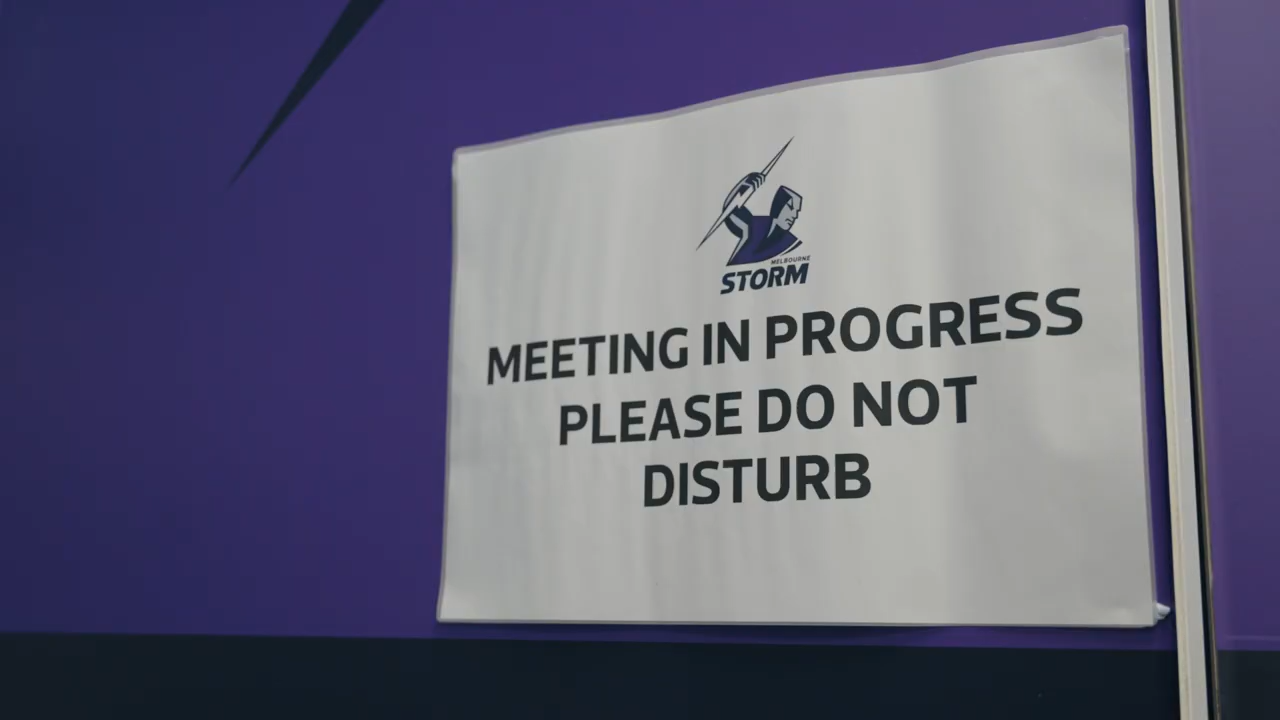 MELBOURNE
STORM
MEETING IN PROGRESS
PLEASE DO NOT
DISTURB